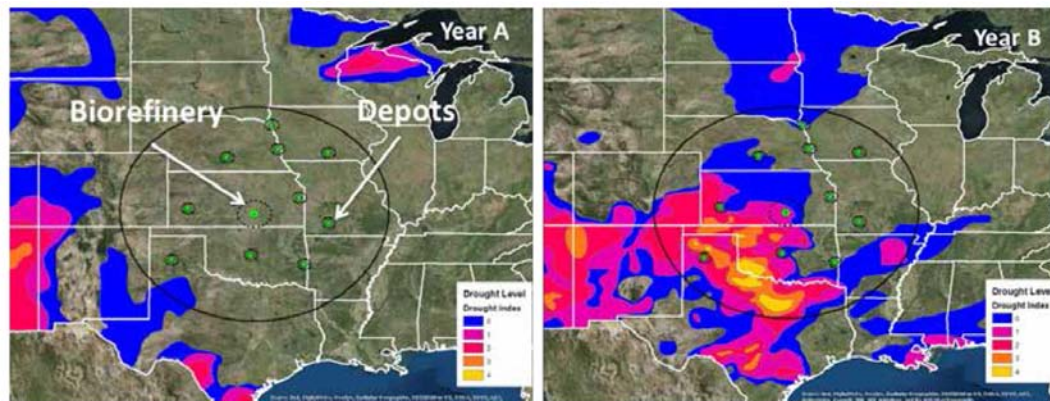 Year A
Biorefinery
Depots
Drought Level
Drought Index
0
1
2
3
4
Year B
Drought Level
Drought Index
0
1
2
3
4